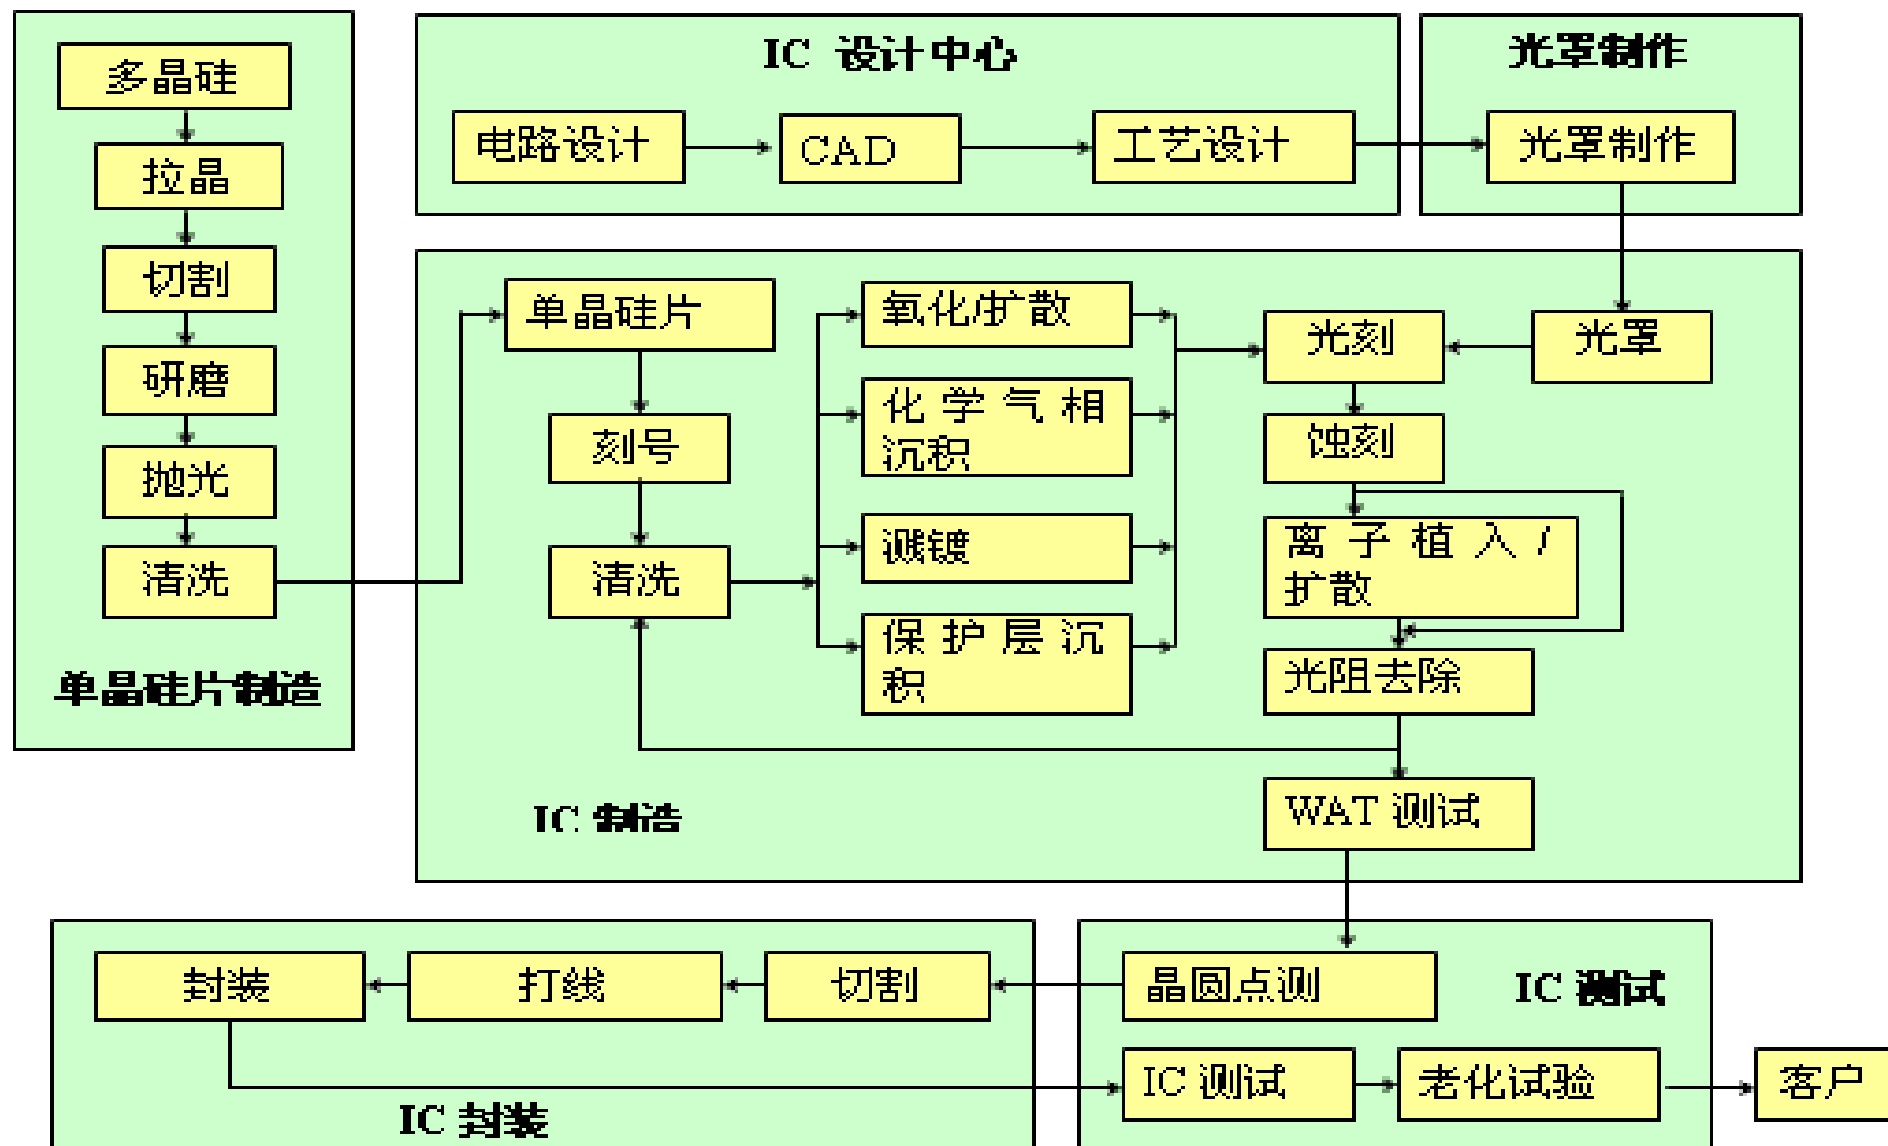 多晶硅
拉晶
切割
研磨
抛光
清洗
单晶硅片制造
IC 设计中心
电路设计
CAD
工艺设计
光罩制作
光罩制作
单晶硅片
刻号
清洗
氧化/扩散
化学气相
沉积
溅镀
保护层沉
积
光刻
光罩
蚀刻
离子植入/
扩散
光阻去除
WAT 测试
IC 制造
封装
打线
切割
IC 封装
晶圆点测
IC 测试
IC 测试
老化试验
客户